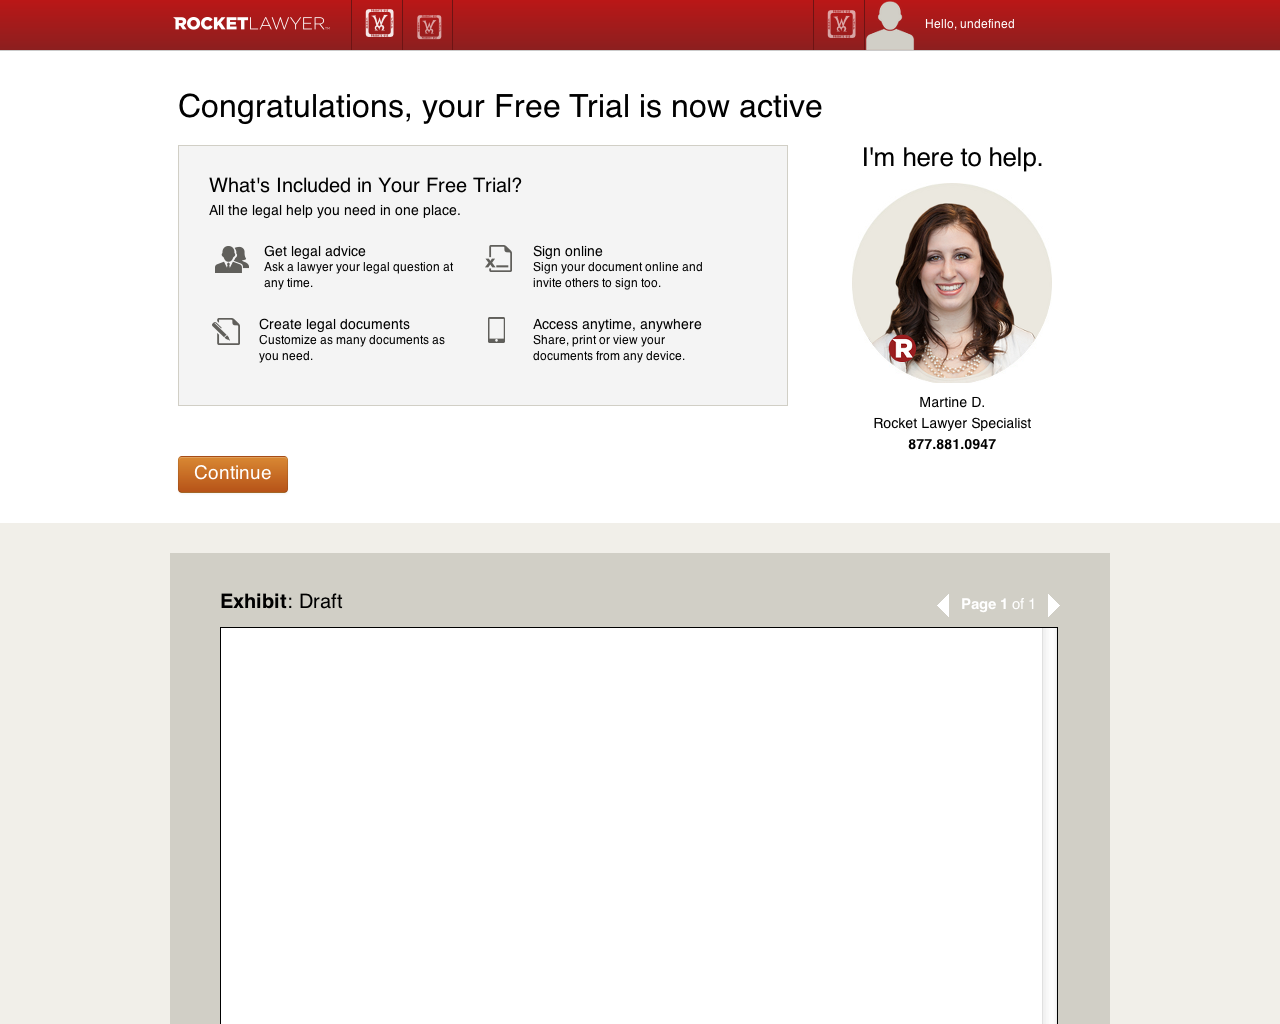 ROCKETLAWYER
Hello, undefined
Congratulations, your Free Trial is now active
What's Included in Your Free Trial?
All the legal help you need in one place.
Get legal advice
Ask a lawyer your legal question at
any time.
Sign online
Sign your document online and
invite others to sign too.
Create legal documents
Customize as many documents as
you need.
Access anytime, anywhere
Share, print or view your
documents from any device.
I'm here to help.
R
Martine D.
Rocket Lawyer Specialist
877.881.0947
Continue
Exhibit: Draft
Page 1 of 1